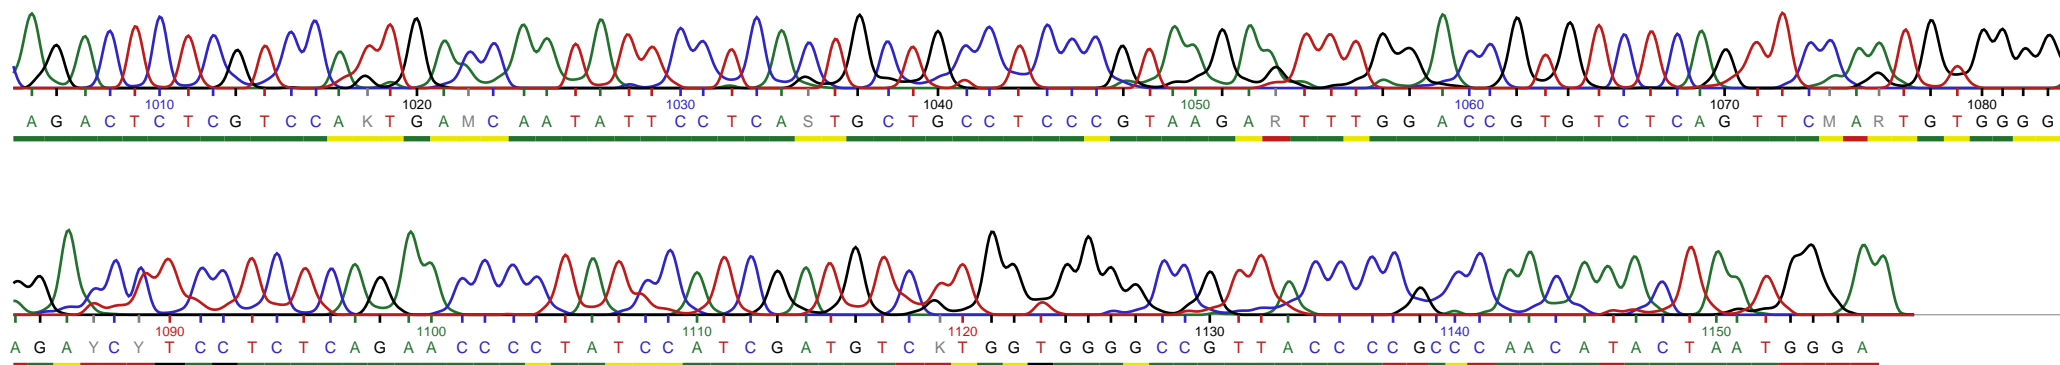 1010 1020 1030 1040 1050 1060 1070 1080
A G A C T C T C G T C C A K T G A M C A A T A T T C C T C A S T G C T G C C T C C C G T A A G A R T T T G G A C C G T G T C T C A G T T C M A R T G T G G G
1090 1100 1110 1120 1130 1140 1150
A G A Y C Y T C C T C T C A G A A C C C C T A T C C A T C G A T G T C K T G G T G G G G C C G T T A C C C C G C C C A A C A T A C T A A T G G G A